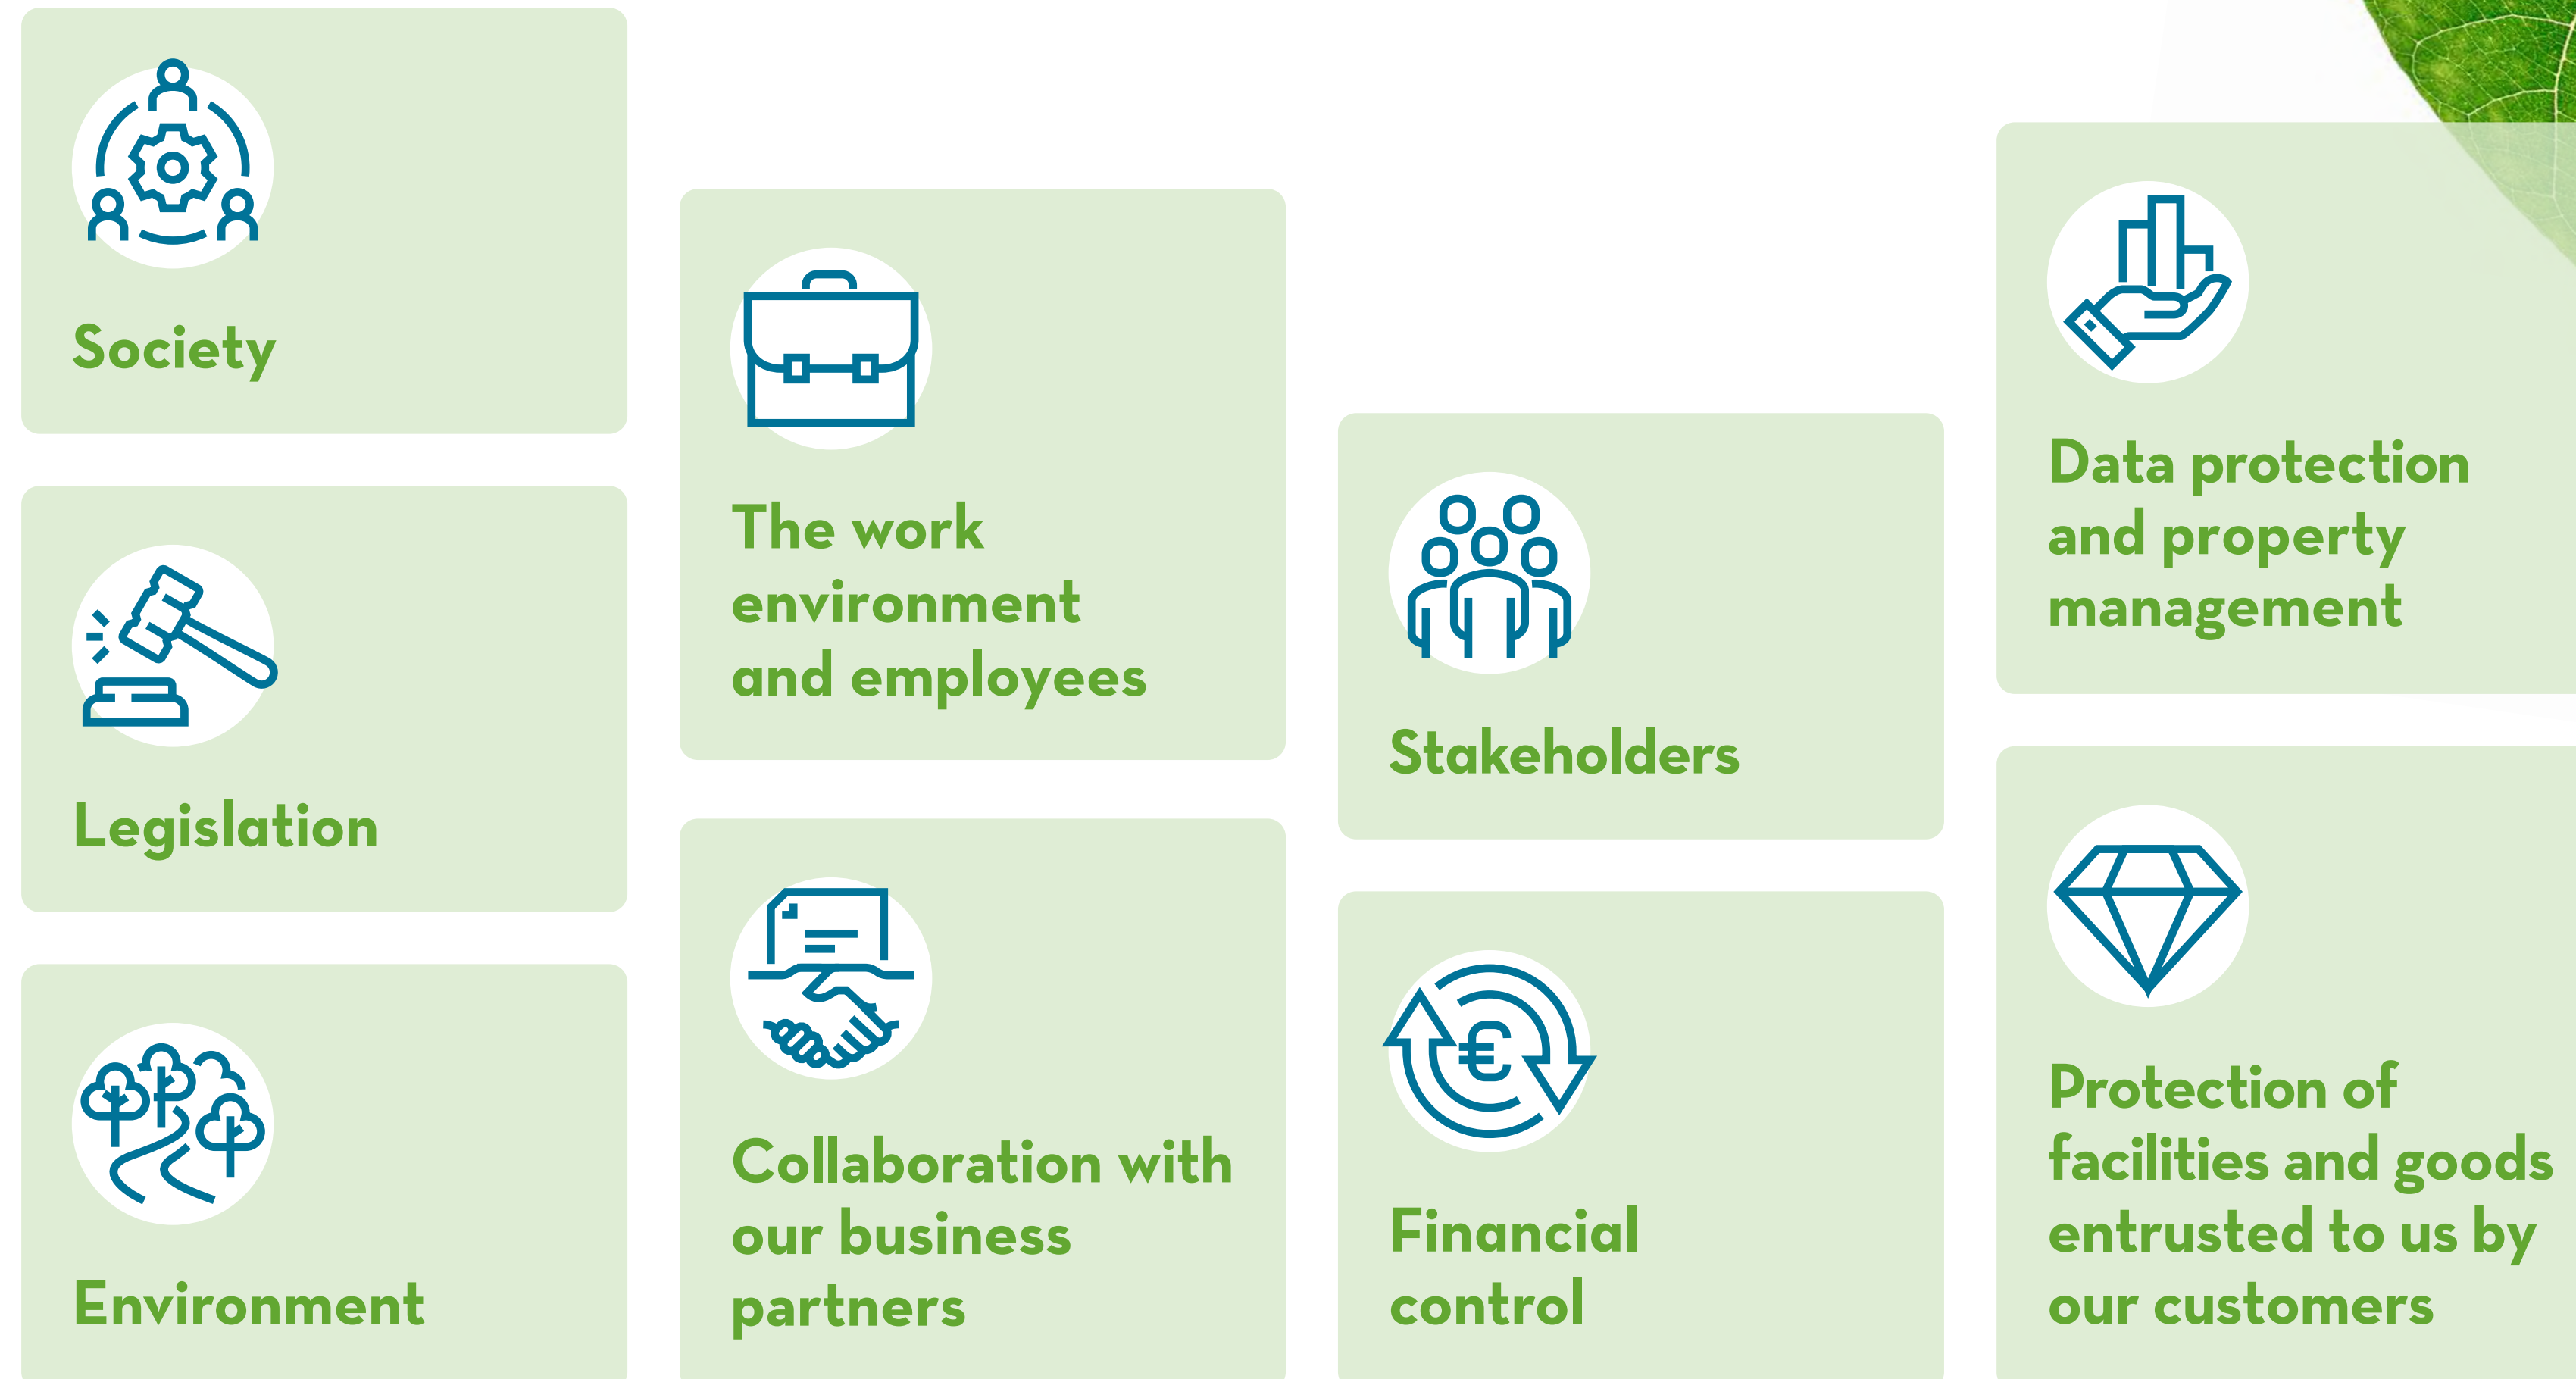 Society
Legislation
Environment
The work
environment
and employees
Collaboration with
our business
partners
Stakeholders
€
Financial
control
Data protection
and property
management
Protection of
facilities and goods
entrusted to us by
our customers